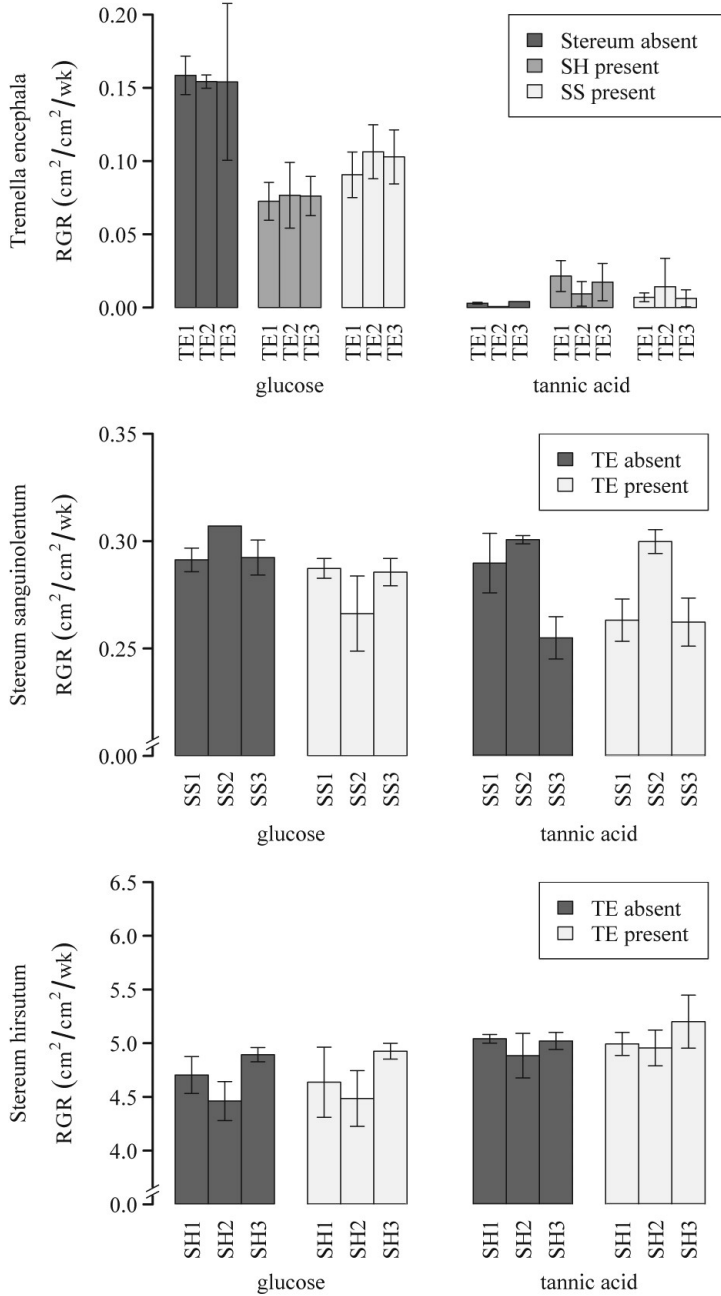 Tremella encephala
RGR (cm²/cm²/wk)
0.20
0.15
0.10
0.05
0.00
Stereum absent
SH present
SS present
TE1 TE2 TE3 TE1 TE2 TE3 TE1 TE2 TE3 TE1 TE2 TE3 TE1 TE2 TE3 TE1 TE2 TE3
glucose tannic acid
Stereum sanguinolentum
RGR (cm²/cm²/wk)
0.35
0.30
0.25
0.00
TE absent
TE present
SS1 SS2 SS3 SS1 SS2 SS3 SS1 SS2 SS3 SS1 SS2 SS3
glucose tannic acid
Stereum hirsutum
RGR (cm²/cm²/wk)
6.5
6.0
5.5
5.0
4.5
4.0
0.0
TE absent
TE present
SH1 SH2 SH3 SH1 SH2 SH3 SH1 SH2 SH3 SH1 SH2 SH3
glucose tannic acid